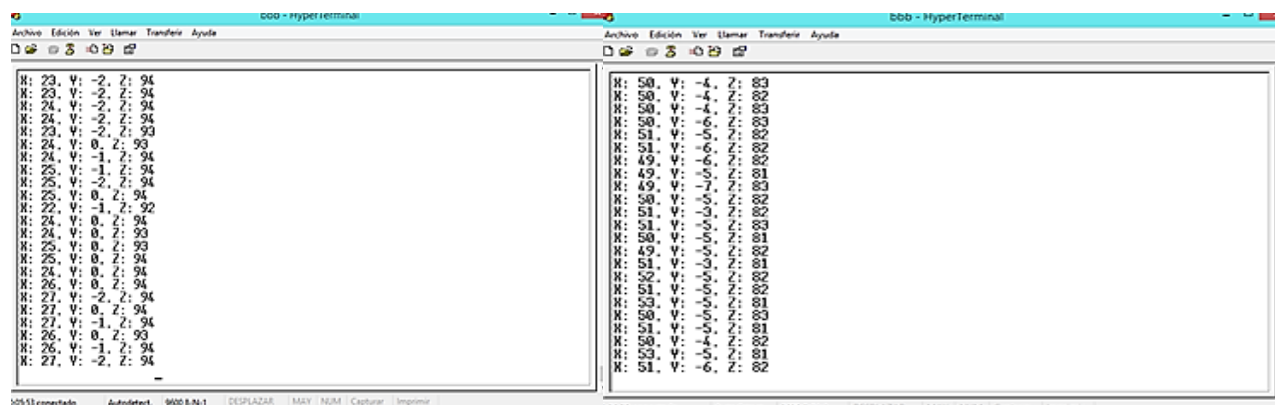 bbb - HyperTerminal
Archivo Edición Ver Llamar Transferir Ayuda
X: 23, Y: -2, Z: 94
X: 23, Y: -2, Z: 94
X: 24, Y: -2, Z: 94
X: 24, Y: -2, Z: 94
X: 23, Y: -2, Z: 93
X: 24, Y: 0, Z: 93
X: 24, Y: -1, Z: 94
X: 25, Y: -1, Z: 94
X: 25, Y: -2, Z: 94
X: 25, Y: 0, Z: 94
X: 22, Y: -1, Z: 92
X: 24, Y: 0, Z: 94
X: 24, Y: 0, Z: 93
X: 25, Y: 0, Z: 93
X: 25, Y: 0, Z: 94
X: 24, Y: 0, Z: 94
X: 26, Y: 0, Z: 94
X: 27, Y: -2, Z: 94
X: 27, Y: 0, Z: 94
X: 27, Y: -1, Z: 94
X: 26, Y: 0, Z: 93
X: 26, Y: -1, Z: 94
X: 27, Y: -2, Z: 94
conectado Autodetect. 9600 8-N-1 DESPLAZAR MAY NUM Capturar Imprimir
bbb - HyperTerminal
Archivo Edición Ver Llamar Transferir Ayuda
X: 50, Y: -4, Z: 83
X: 50, Y: -4, Z: 82
X: 50, Y: -4, Z: 83
X: 50, Y: -6, Z: 83
X: 51, Y: -5, Z: 82
X: 51, Y: -6, Z: 82
X: 49, Y: -6, Z: 82
X: 49, Y: -5, Z: 81
X: 49, Y: -7, Z: 83
X: 50, Y: -5, Z: 82
X: 51, Y: -3, Z: 82
X: 51, Y: -5, Z: 83
X: 50, Y: -5, Z: 81
X: 49, Y: -5, Z: 82
X: 51, Y: -3, Z: 81
X: 52, Y: -5, Z: 82
X: 51, Y: -5, Z: 82
X: 53, Y: -5, Z: 81
X: 50, Y: -5, Z: 83
X: 51, Y: -5, Z: 81
X: 50, Y: -4, Z: 82
X: 53, Y: -5, Z: 81
X: 51, Y: -6, Z: 82